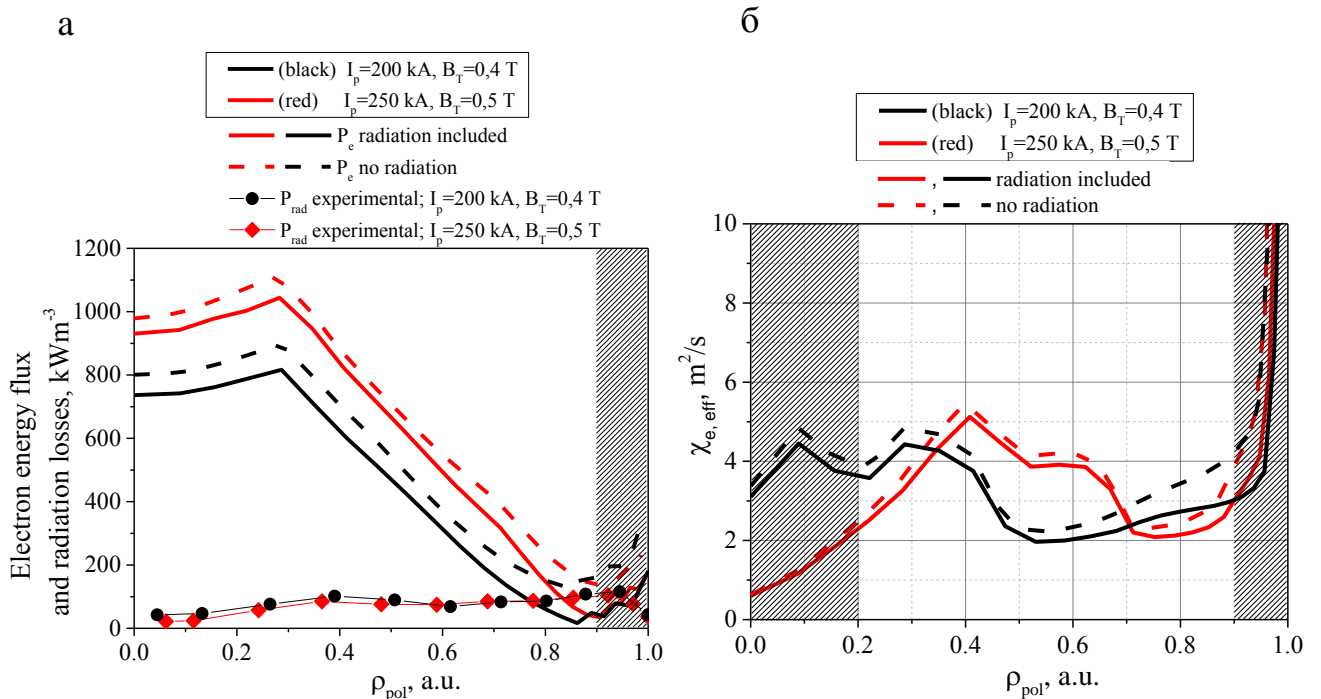 а
(black) I_p=200 kA, B_T=0,4 T
(red) I_p=250 kA, B_T=0,5 T
P_e radiation included
P_e no radiation
P_rad experimental; I_p=200 kA, B_T=0,4 T
P_rad experimental; I_p=250 kA, B_T=0,5 T
Electron energy flux
and radiation losses, kWm⁻³
1200
1000
800
600
400
200
0
0.0 0.2 0.4 0.6 0.8 1.0
ρ_pol, a.u.
б
(black) I_p=200 kA, B_T=0,4 T
(red) I_p=250 kA, B_T=0,5 T
, radiation included
, no radiation
χ_e, eff, m²/s
10
8
6
4
2
0
0.0 0.2 0.4 0.6 0.8 1.0
ρ_pol, a.u.